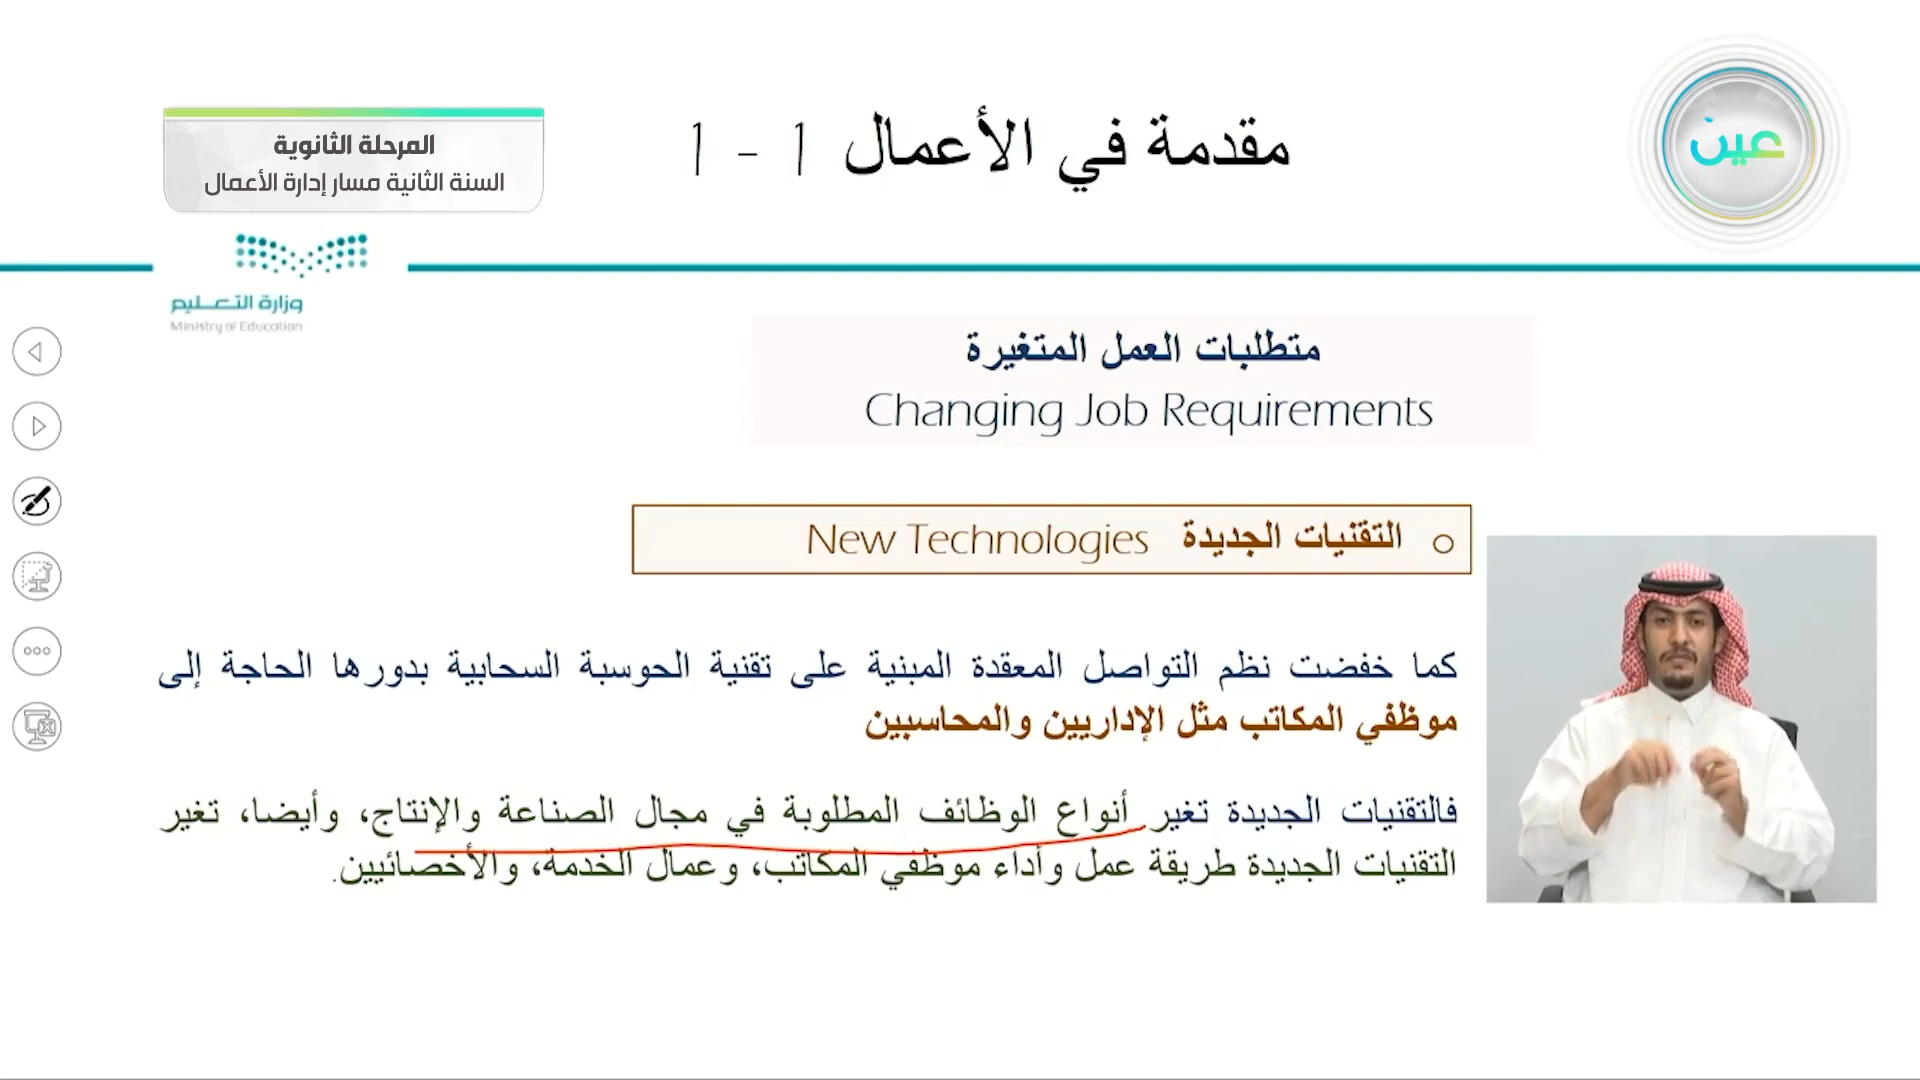 مقدمة في الأعمال 1 - 1
عين
المرحلة الثانوية
السنة الثانية مسار إدارة الأعمال
وزارة التعليم
Ministry of Education
متطلبات العمل المتغيرة
Changing Job Requirements
التقنيات الجديدة New Technologies
كما خفضت نظم التواصل المعقدة المبنية على تقنية الحوسبة السحابية بدورها الحاجة إلى
موظفي المكاتب مثل الإداريين والمحاسبين
فالتقنيات الجديدة تغير أنواع الوظائف المطلوبة في مجال الصناعة والإنتاج، وأيضا، تغير
التقنيات الجديدة طريقة عمل وأداء موظفي المكاتب، وعمال الخدمة، والأخصائيين.